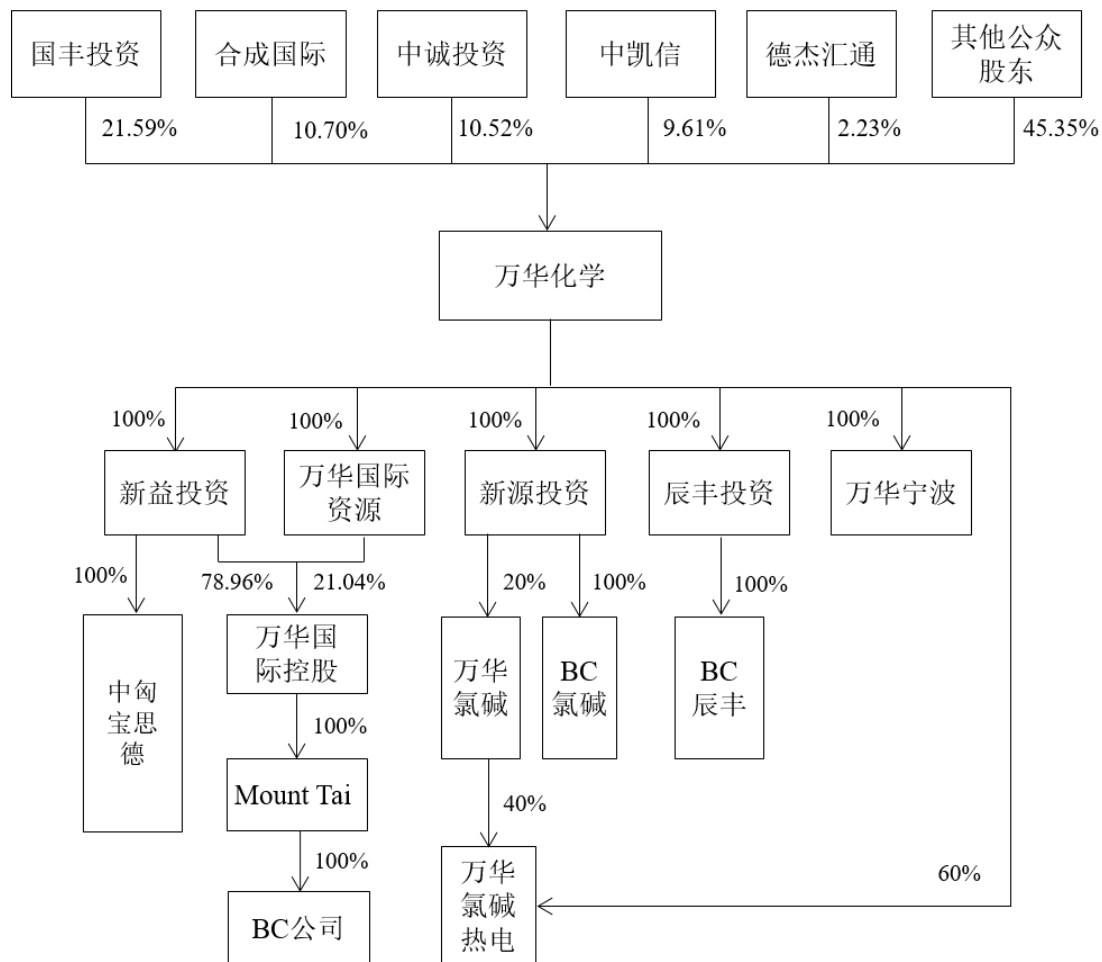 国丰投资
合成国际
中诚投资
中凯信
德杰汇通
其他公众
股东
21.59%
10.70%
10.52%
9.61%
2.23%
45.35%
万华化学
100%
100%
100%
100%
100%
新益投资
万华国际
资源
新源投资
辰丰投资
万华宁波
100%
78.96%
21.04%
20%
100%
100%
中匈
宝思
德
万华国
际控股
万华
氯碱
BC
氯碱
BC
辰丰
100%
Mount Tai
40%
100%
万华
氯碱
热电
60%
BC公司